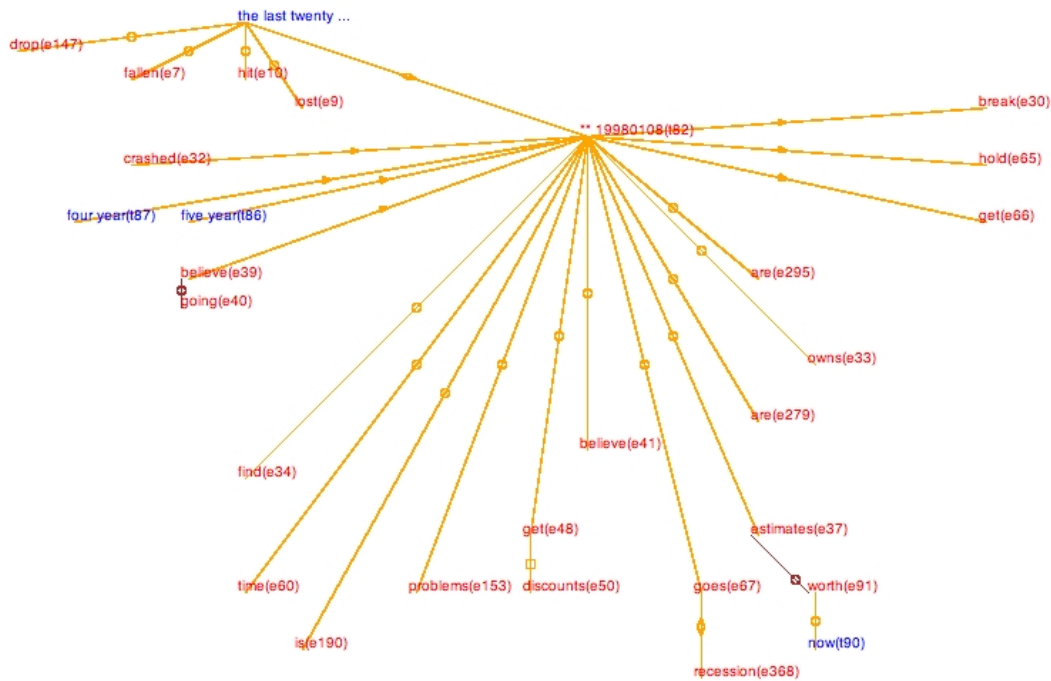 the last twenty ...
drop(e147)
fallen(e7)
hit(e10)
lost(e9)
break(e30)
** 19980108(t82)
crashed(e32)
hold(e65)
four year(t87)
five year(t86)
get(e66)
believe(e39)
are(e295)
going(e40)
owns(e33)
are(e279)
believe(e41)
find(e34)
get(e48)
estimates(e37)
time(e60)
problems(e153)
discounts(e50)
goes(e67)
worth(e91)
is(e190)
now(t90)
recession(e368)